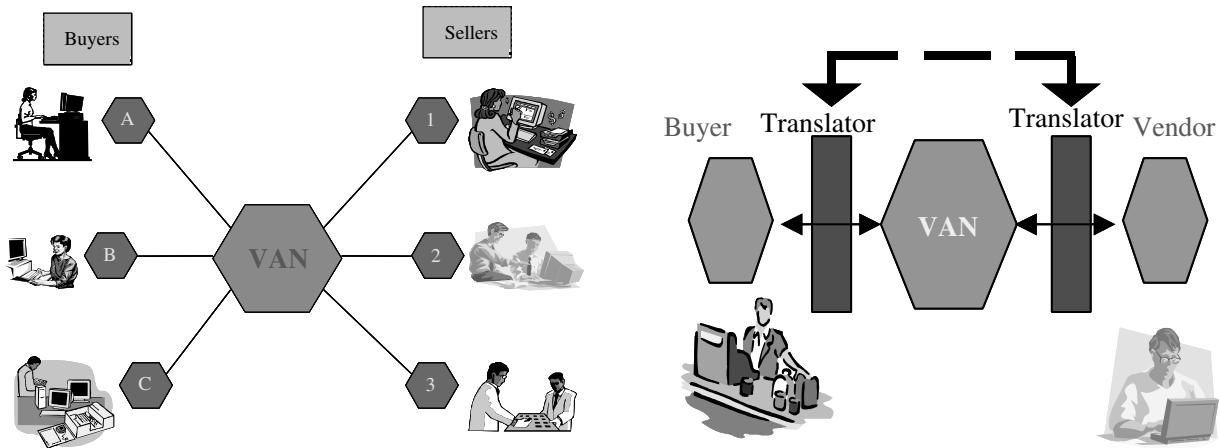 Buyers
Sellers
A
1
B
VAN
2
C
3
Buyer
Translator
Translator
Vendor
VAN